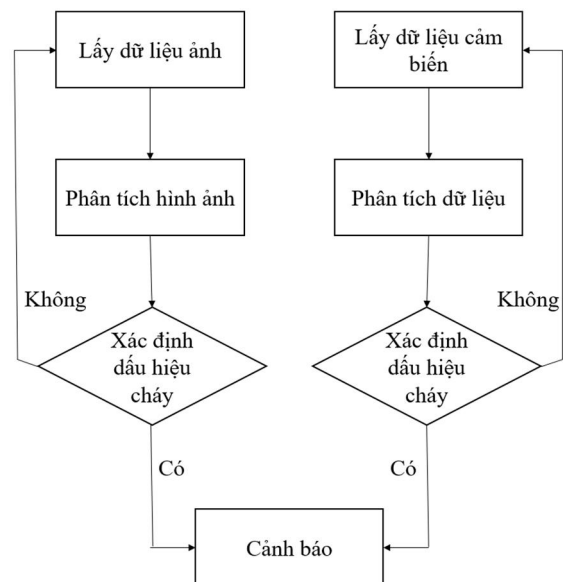 Lấy dữ liệu ảnh
Lấy dữ liệu cảm
biến
Phân tích hình ảnh
Phân tích dữ liệu
Không
Không
Xác định
dấu hiệu
cháy
Xác định
dấu hiệu
cháy
Có
Có
Cảnh báo